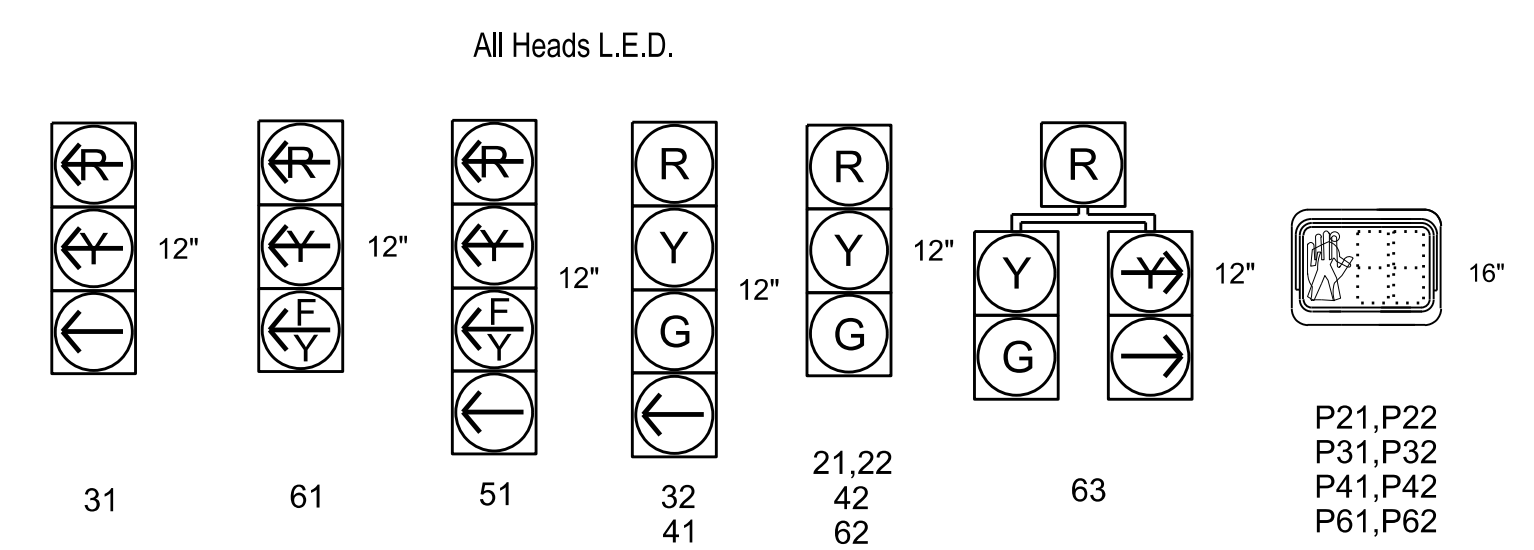 All Heads L.E.D.
R
Y
12"
31
R
Y
F
Y
12"
61
R
Y
F
Y
12"
51
R
Y
G
12"
32
41
R
Y
G
12"
21,22
42
62
R
Y
Y
G
12"
63
16"
P21,P22
P31,P32
P41,P42
P61,P62